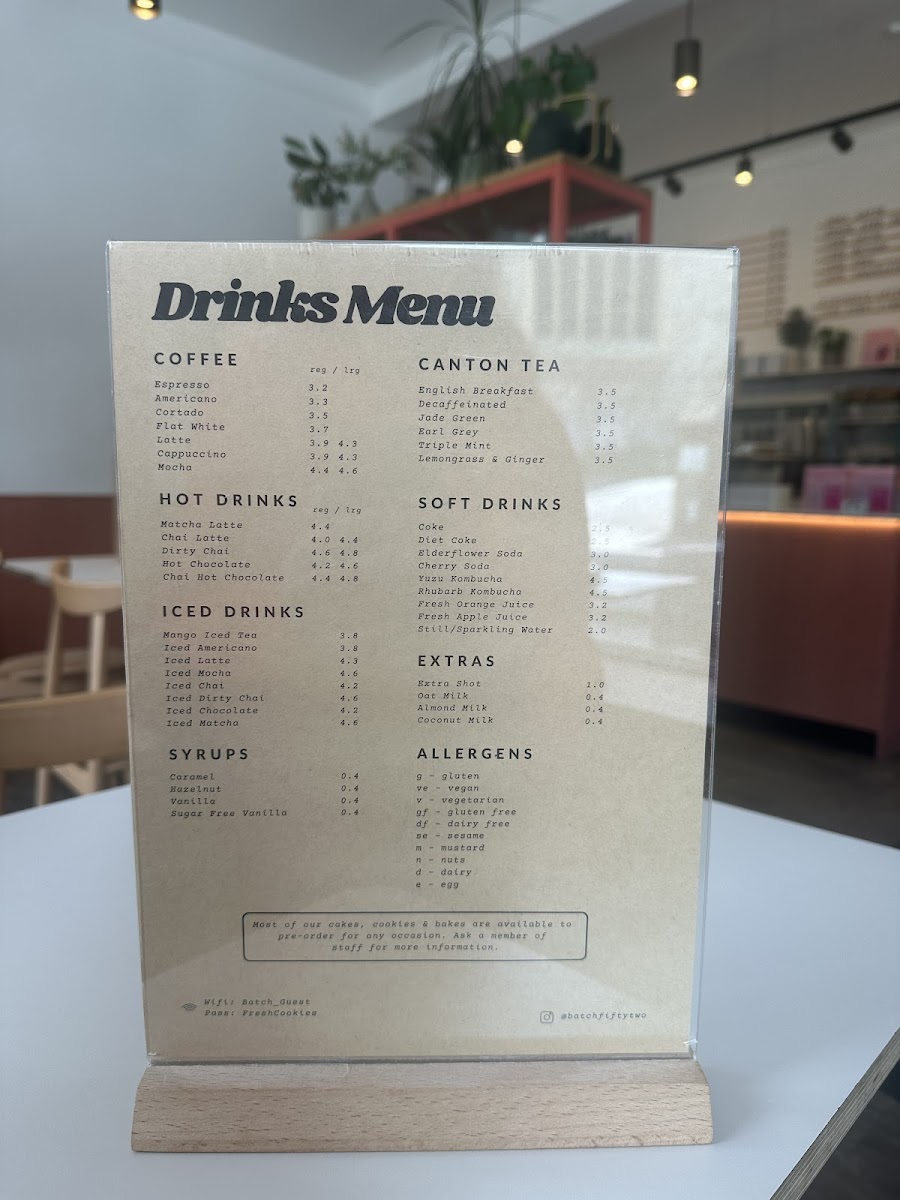 Drinks Menu
COFFEE
reg / lrg
Espresso 3.2
Americano 3.3
Cortado 3.5
Flat White 3.7
Latte 3.9 4.3
Cappuccino 3.9 4.3
Mocha 4.4 4.6
HOT DRINKS
reg / lrg
Matcha Latte 4.4
Chai Latte 4.0 4.4
Dirty Chai 4.6 4.8
Hot Chocolate 4.2 4.6
Chai Hot Chocolate 4.4 4.8
ICED DRINKS
Mango Iced Tea 3.8
Iced Americano 3.8
Iced Latte 4.3
Iced Mocha 4.6
Iced Chai 4.2
Iced Dirty Chai 4.6
Iced Chocolate 4.2
Iced Matcha 4.6
SYRUPS
Caramel 0.4
Hazelnut 0.4
Vanilla 0.4
Sugar Free Vanilla 0.4
CANTON TEA
English Breakfast 3.5
Decaffeinated 3.5
Jade Green 3.5
Earl Grey 3.5
Triple Mint 3.5
Lemongrass & Ginger 3.5
SOFT DRINKS
Coke 2.5
Diet Coke 2.5
Elderflower Soda 3.0
Cherry Soda 3.0
Yuzu Kombucha 4.5
Rhubarb Kombucha 4.5
Fresh Orange Juice 3.2
Fresh Apple Juice 3.2
Still/Sparkling Water 2.0
EXTRAS
Extra Shot 1.0
Oat Milk 0.4
Almond Milk 0.4
Coconut Milk 0.4
ALLERGENS
g - gluten
ve - vegan
v - vegetarian
gf - gluten free
df - dairy free
se - sesame
m - mustard
n - nuts
d - dairy
e - egg
Most of our cakes, cookies & bakes are available to
pre-order for any occasion. Ask a member of
staff for more information.
Wifi: Batch_Guest
Pass: FreshCookies
@batchfiftytwo